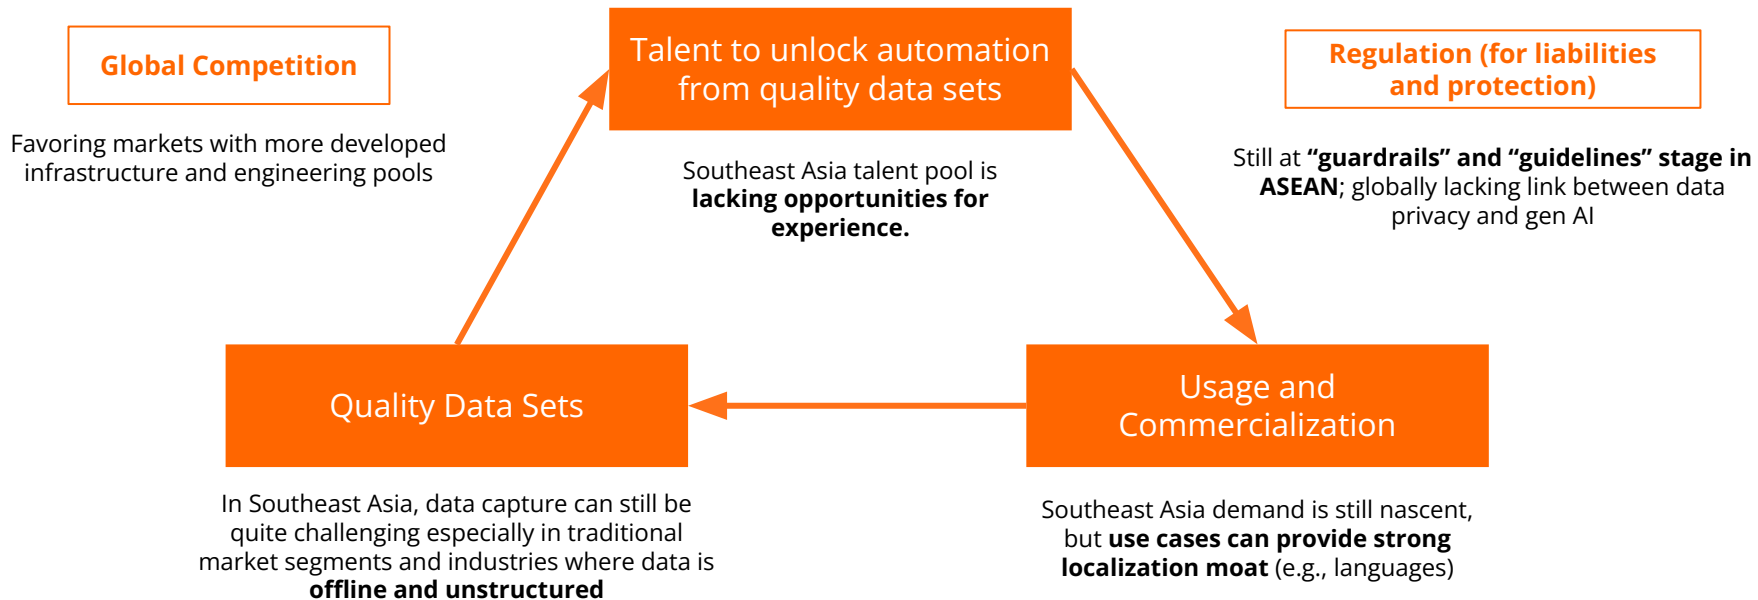 Global Competition
Favoring markets with more developed
infrastructure and engineering pools
Talent to unlock automation
from quality data sets
Southeast Asia talent pool is
lacking opportunities for
experience.
Regulation (for liabilities
and protection)
Still at “guardrails” and “guidelines” stage in
ASEAN; globally lacking link between data
privacy and gen AI
Quality Data Sets
In Southeast Asia, data capture can still be
quite challenging especially in traditional
market segments and industries where data is
offline and unstructured
Usage and
Commercialization
Southeast Asia demand is still nascent,
but use cases can provide strong
localization moat (e.g., languages)